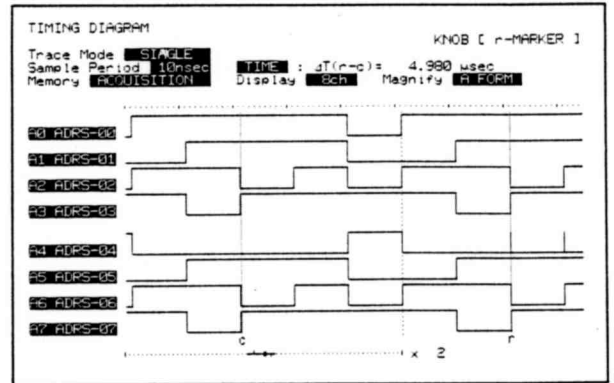 TIMING DIAGRAM
KNOB [ r-MARKER ]
Trace Mode SINGLE
Sample Period 10nsec TIME : ΔT(r-c)= 4.980 μsec
Memory ACQUISITION Display 8ch Magnify A FORM
A0 ADRS-00
A1 ADRS-01
A2 ADRS-02
A3 ADRS-03
A4 ADRS-04
A5 ADRS-05
A6 ADRS-06
A7 ADRS-07
c r
x 2